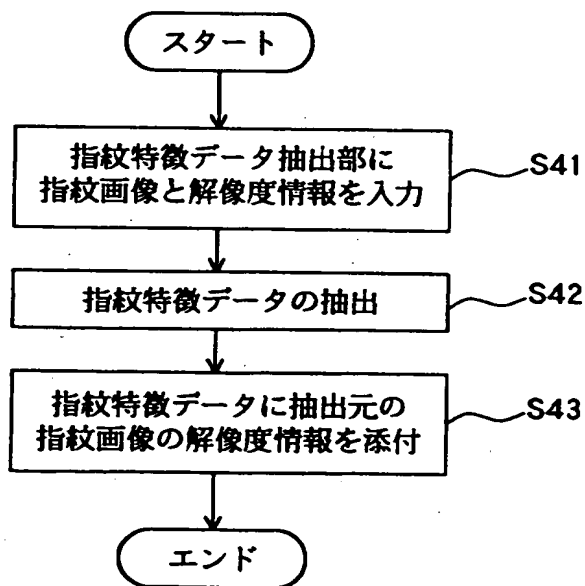 スタート
指紋特徴データ抽出部に
指紋画像と解像度情報を入力
S41
指紋特徴データの抽出
S42
指紋特徴データに抽出元の
指紋画像の解像度情報を添付
S43
エンド